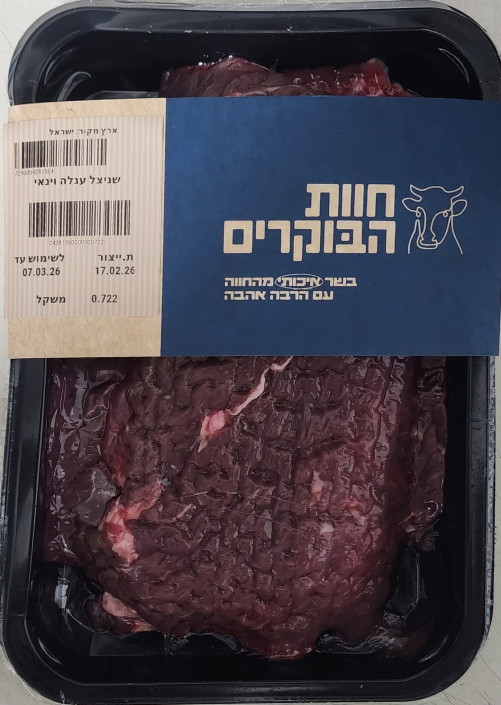 ארץ מקור: ישראל
שניצל עגלה וינאי
ת.ייצור לשימוש עד
17.02.26 07.03.26
0.722 משקל
חוות
הבוקרים
בשר איכותי מהחווה
עם הרבה אהבה